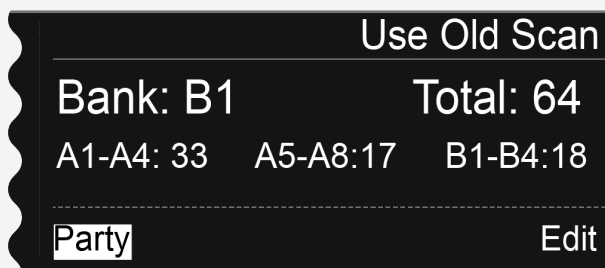 Use Old Scan
Bank: B1 Total: 64
A1-A4: 33 A5-A8:17 B1-B4:18
Party Edit